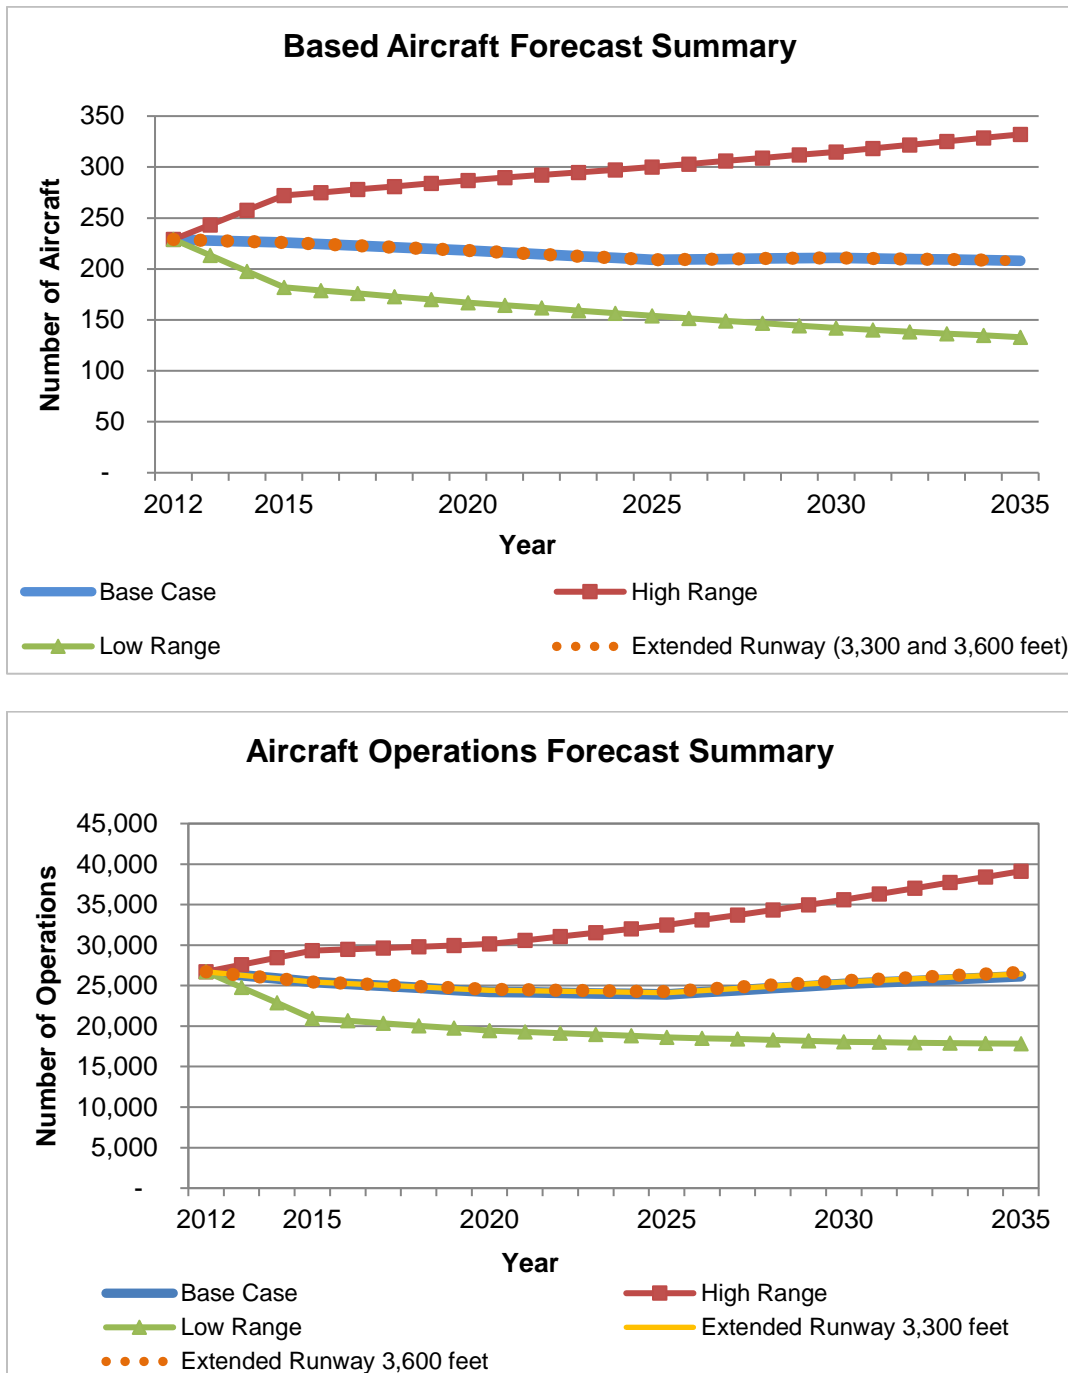 Based Aircraft Forecast Summary
350
300
250
200
150
100
50
-
Number of Aircraft
2012 2015 2020 2025 2030 2035
Year
Base Case High Range
Low Range Extended Runway (3,300 and 3,600 feet)
Aircraft Operations Forecast Summary
45,000
40,000
35,000
30,000
25,000
20,000
15,000
10,000
5,000
-
Number of Operations
2012 2015 2020 2025 2030 2035
Year
Base Case High Range
Low Range Extended Runway 3,300 feet
Extended Runway 3,600 feet